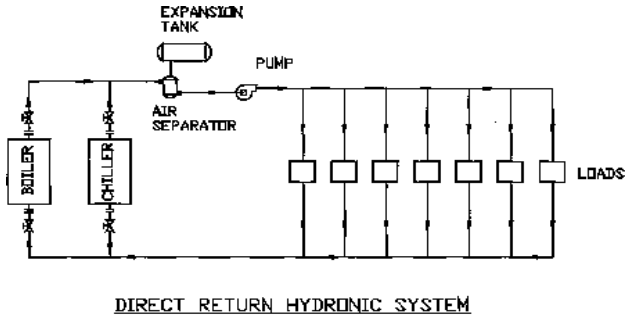 EXPANSION
TANK
PUMP
AIR
SEPARATOR
BOILER
CHILLER
LOADS
DIRECT RETURN HYDRONIC SYSTEM